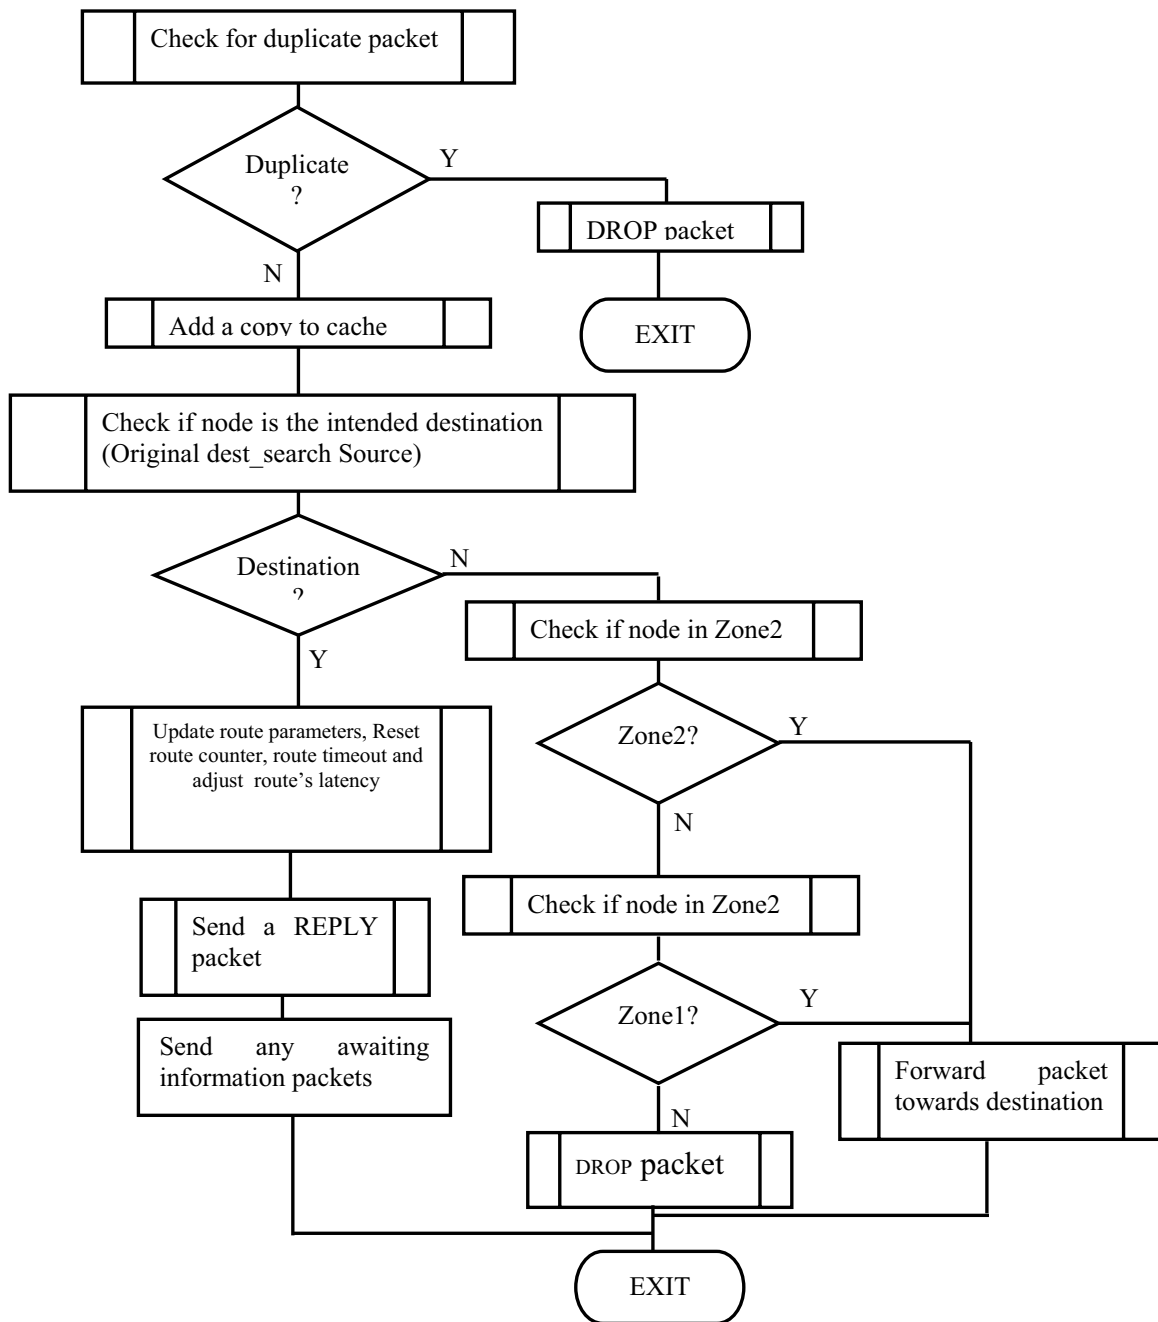 Check for duplicate packet
Duplicate
?
Y
DROP packet
N
EXIT
Add a copy to cache
Check if node is the intended destination
(Original dest_search Source)
Destination
?
N
Check if node in Zone2
Y
Zone2?
Y
Update route parameters, Reset
route counter, route timeout and
adjust route's latency
N
Check if node in Zone2
Send a REPLY
packet
Zone1?
Y
Send any awaiting
information packets
Forward packet
towards destination
N
DROP packet
EXIT